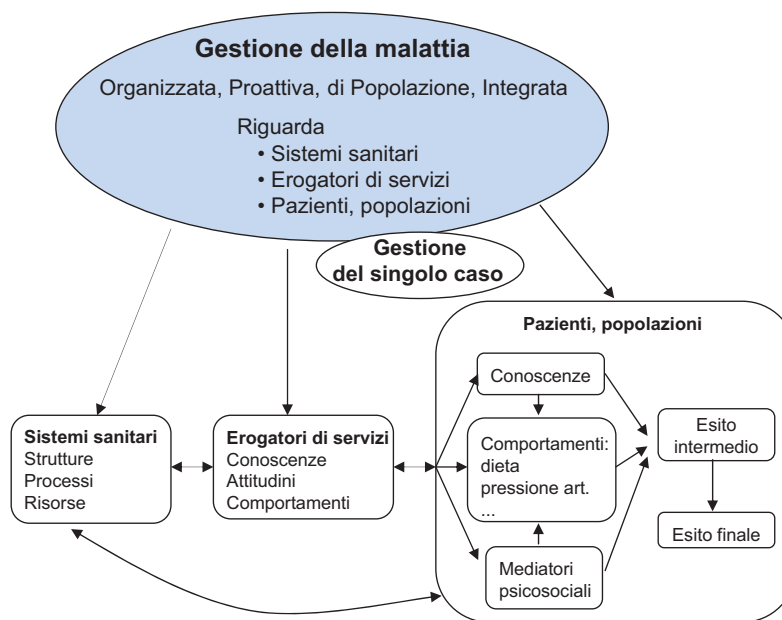 Gestione della malattia
Organizzata, Proattiva, di Popolazione, Integrata
Riguarda
• Sistemi sanitari
• Erogatori di servizi
• Pazienti, popolazioni
Gestione
del singolo caso
Pazienti, popolazioni
Conoscenze
Comportamenti:
dieta
pressione art.
...
Mediatori
psicosociali
Esito
intermedio
Esito finale
Sistemi sanitari
Strutture
Processi
Risorse
Erogatori di servizi
Conoscenze
Attitudini
Comportamenti